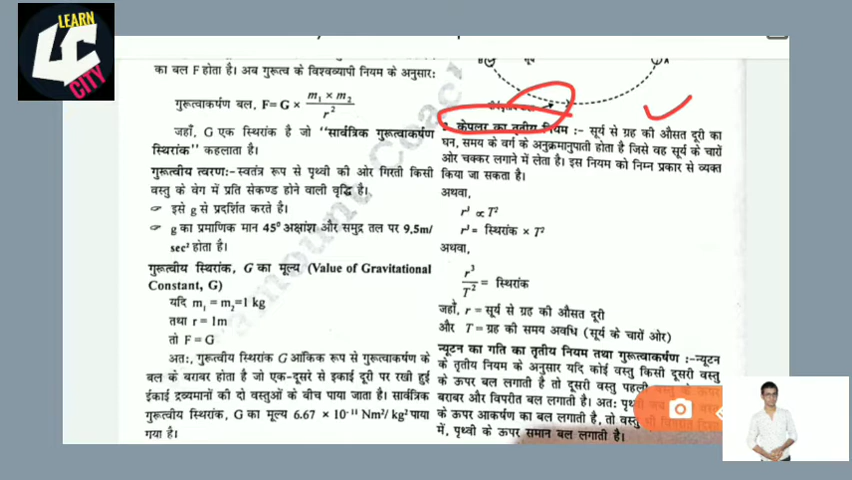 LEARN
LC
CITY
का बल F होता है। अब गुरूत्व के विश्वव्यापी नियम के अनुसार:
गुरूत्वाकर्षण बल, F= G × m₁ × m₂ / r²
जहाँ, G एक स्थिरांक है जो "सार्वत्रिक गुरूत्वाकर्षण
स्थिरांक" कहलाता है।
गुरूत्वीय त्वरणः- स्वतंत्र रूप से पृथ्वी की ओर गिरती किसी
वस्तु के वेग में प्रति सेकण्ड होने वाली वृद्धि है।
☞ इसे g से प्रदर्शित करते है।
☞ g का प्रमाणिक मान 45° अक्षांश और समुद्र तल पर 9.5m/
sec² होता है।
गुरूत्वीय स्थिरांक, G का मूल्य (Value of Gravitational
Constant, G)
यदि m₁ = m₂=1 kg
तथा r = 1m
तो F = G
अतः, गुरूत्वीय स्थिरांक G आंकिक रूप से गुरूत्वाकर्षण के
बल के बराबर होता है जो एक-दूसरे से इकाई दूरी पर रखी हुई
ईकाई द्रव्यमानों की दो वस्तुओं के बीच पाया जाता है। सार्वत्रिक
गुरूत्वीय स्थिरांक, G का मूल्य 6.67 × 10⁻¹¹ Nm²/ kg² पाया
गया है।
B
सूर्य
A
केपलर का तृतीय नियम :- सूर्य से ग्रह की औसत दूरी का
घन, समय के वर्ग के अनुक्रमानुपाती होता है जिसे वह सूर्य के चारों
ओर चक्कर लगाने में लेता है। इस नियम को निम्न प्रकार से व्यक्त
किया जा सकता है।
अथवा,
r³ ∝ T²
r³ = स्थिरांक × T²
अथवा,
r³ / T² = स्थिरांक
जहाँ, r = सूर्य से ग्रह की औसत दूरी
और T = ग्रह की समय अवधि (सूर्य के चारों ओर)
न्यूटन का गति का तृतीय नियम तथा गुरूत्वाकर्षण :-न्यूटन
के तृतीय नियम के अनुसार यदि कोई वस्तु किसी दूसरी वस्तु
के ऊपर बल लगाती है तो दूसरी वस्तु पहली वस्तु के ऊपर
बराबर और विपरीत बल लगाती है। अतः
के ऊपर आकर्षण का बल लगाती है, तो वस्तु भी
में, पृथ्वी के ऊपर समान बल लगाती है।